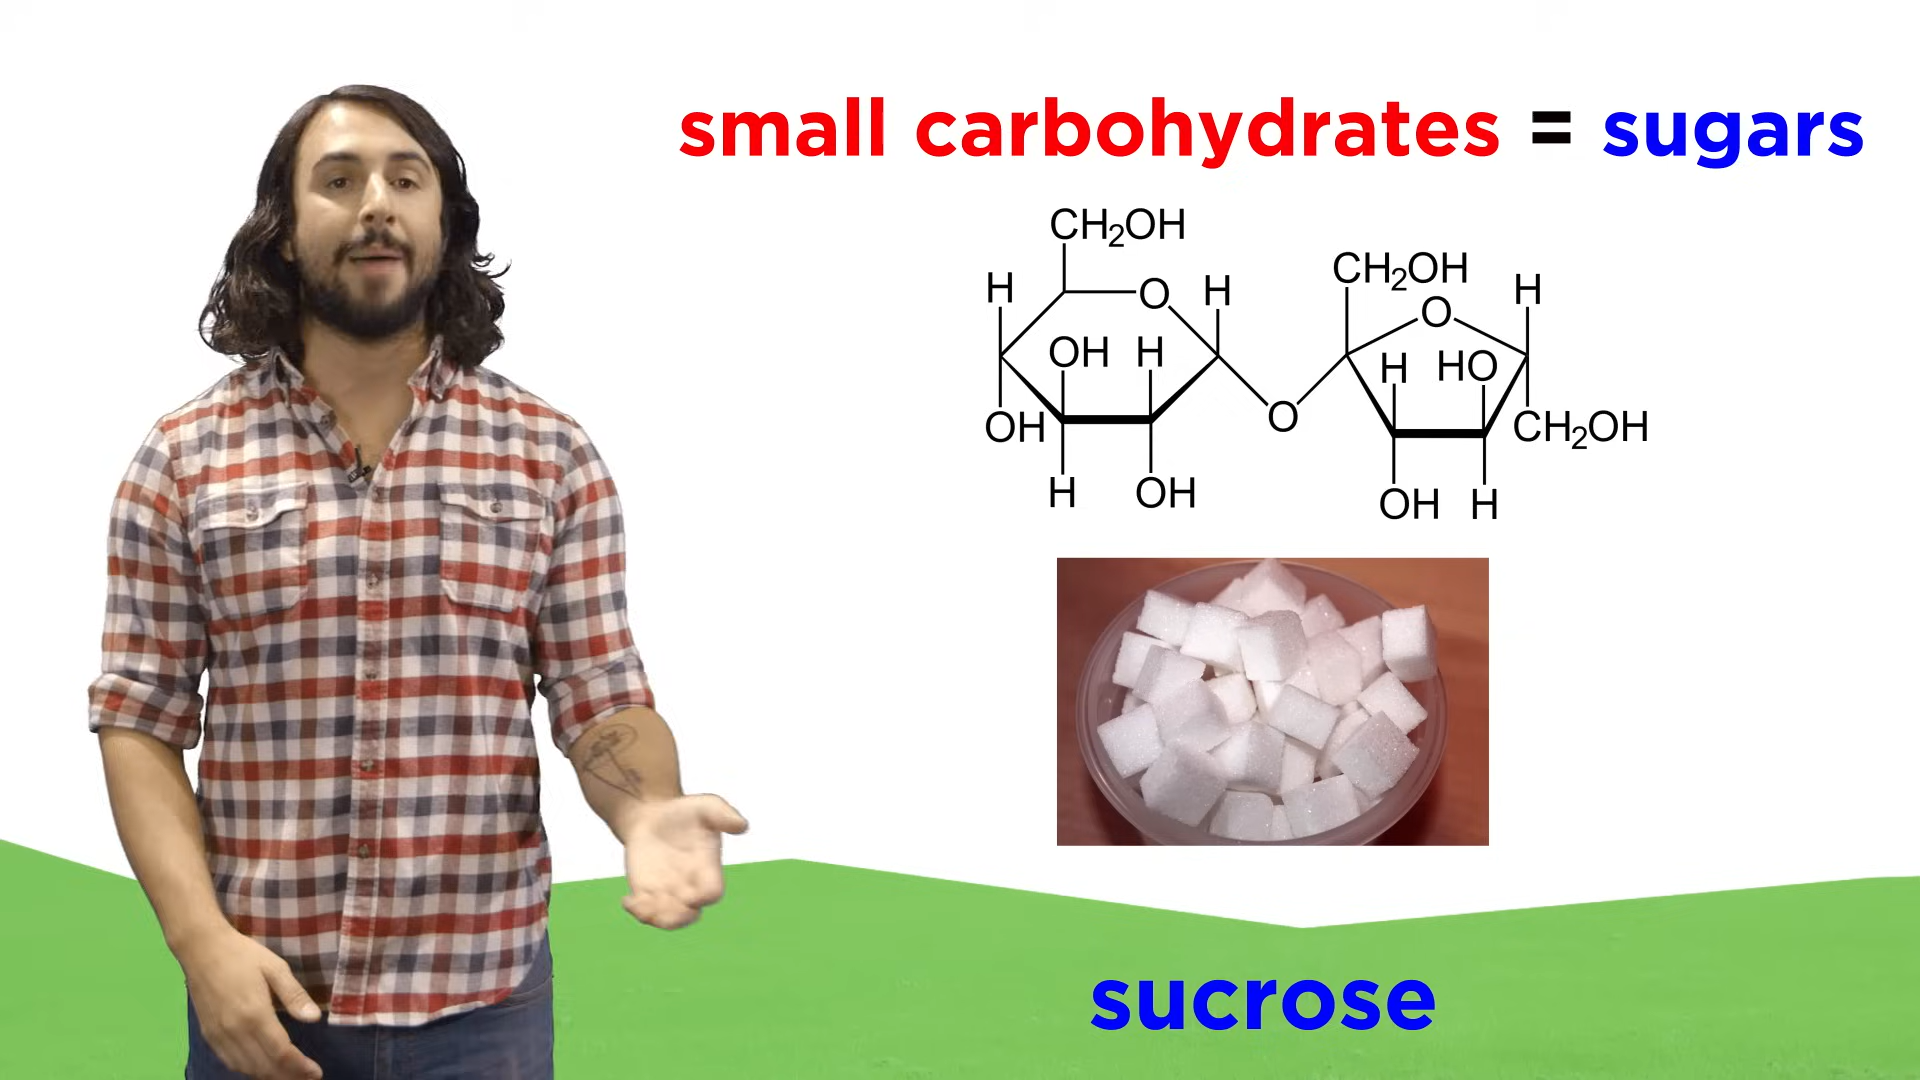 small carbohydrates = sugars
CH₂OH
CH₂OH
H O H O H
OH H H HO
OH O CH₂OH
H OH OH H
sucrose